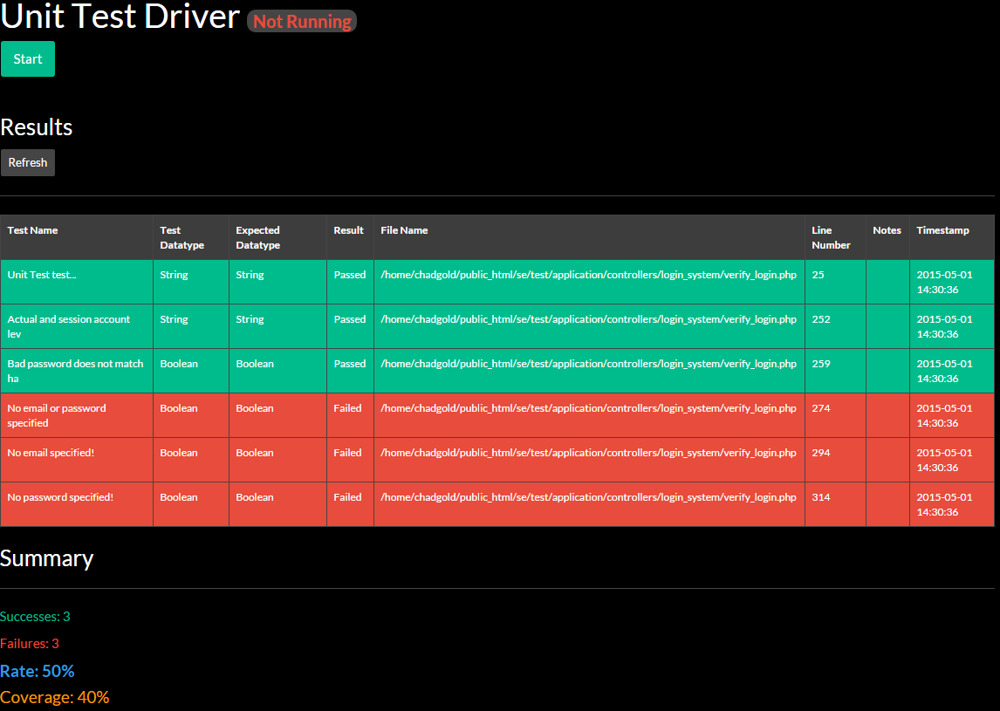 Unit Test Driver Not Running
Start
Results
Refresh
Test Name Test Datatype Expected Datatype Result File Name Line Number Notes Timestamp
Unit Test test... String String Passed /home/chadgold/public_html/se/test/application/controllers/login_system/verify_login.php 25 2015-05-01 14:30:36
Actual and session account lev String String Passed /home/chadgold/public_html/se/test/application/controllers/login_system/verify_login.php 252 2015-05-01 14:30:36
Bad password does not match ha Boolean Boolean Passed /home/chadgold/public_html/se/test/application/controllers/login_system/verify_login.php 259 2015-05-01 14:30:36
No email or password specified Boolean Boolean Failed /home/chadgold/public_html/se/test/application/controllers/login_system/verify_login.php 274 2015-05-01 14:30:36
No email specified! Boolean Boolean Failed /home/chadgold/public_html/se/test/application/controllers/login_system/verify_login.php 294 2015-05-01 14:30:36
No password specified! Boolean Boolean Failed /home/chadgold/public_html/se/test/application/controllers/login_system/verify_login.php 314 2015-05-01 14:30:36
Summary
Successes: 3
Failures: 3
Rate: 50%
Coverage: 40%